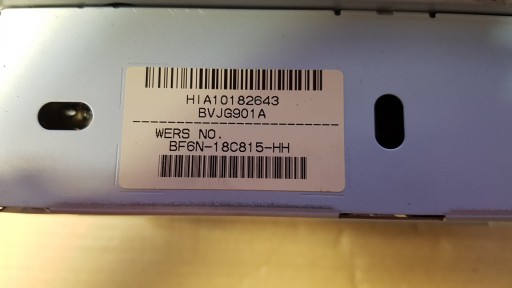 HIA10182643
BVJG901A
WERS NO.
BF6N-18C815-HH